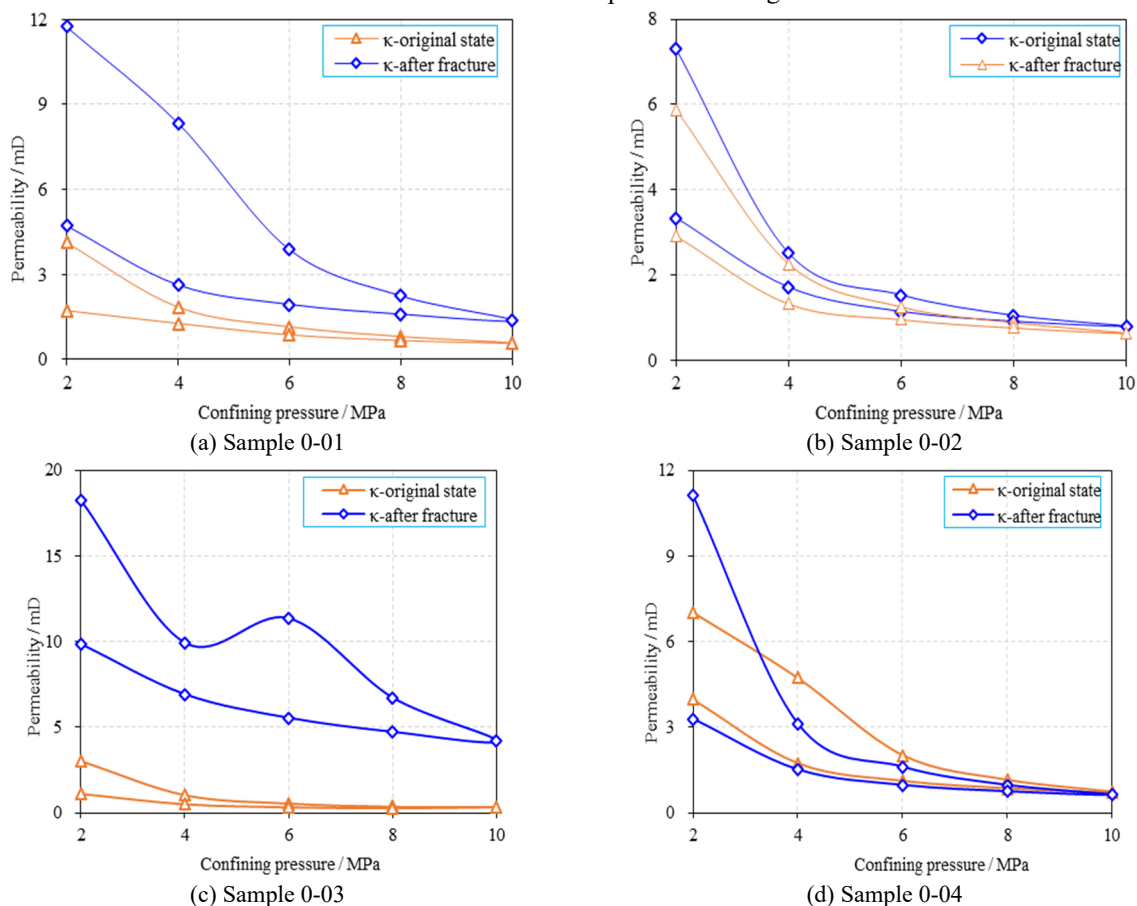 12
9
6
3
0
Permeability / mD
κ-original state
κ-after fracture
2 4 6 8 10
Confining pressure / MPa
(a) Sample 0-01
8
6
4
2
0
Permeability / mD
κ-original state
κ-after fracture
2 4 6 8 10
Confining pressure / MPa
(b) Sample 0-02
20
15
10
5
0
Permeability / mD
κ-original state
κ-after fracture
2 4 6 8 10
Confining pressure / MPa
(c) Sample 0-03
12
9
6
3
0
Permeability / mD
κ-original state
κ-after fracture
2 4 6 8 10
Confining pressure / MPa
(d) Sample 0-04